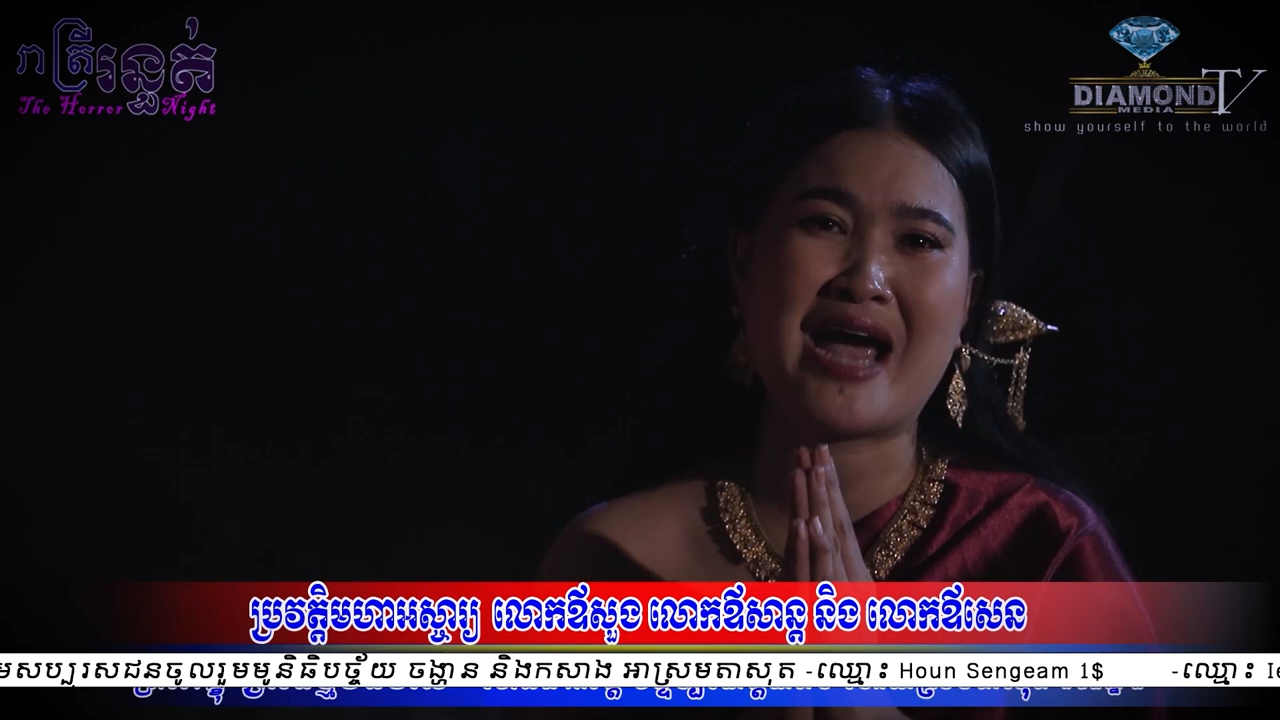 រាត្រីរន្ធត់
The Horror Night
DIAMOND TV
MEDIA
show yourself to the world
ប្រវត្តិមហាអស្ចារ្យ លោកឪសួង លោកឪសាន្ត និង លោកឪសេន
មសប្បុរសជនចូលរួមមូនិធិបច្ច័យ ចង្ហាន និងកសាង អាស្រមតាសុត -ឈ្មោះ Houn Sengeam 1$ -ឈ្មោះ